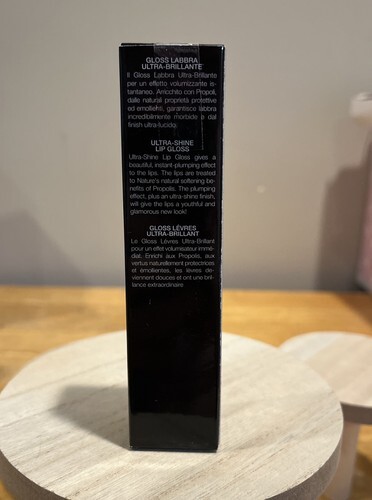 GLOSS LABBRA
ULTRA-BRILLANTE
Il Gloss Labbra Ultra-Brillante
per un effetto volumizzante is-
tantaneo. Arricchito con Propoli,
dalle naturali proprietà protettive
ed emollienti, garantisce labbra
incredibilmente morbide e dal
finish ultra-lucido.
ULTRA-SHINE
LIP GLOSS
Ultra-Shine Lip Gloss gives a
beautiful, instant-plumping effect
to the lips. The lips are treated
to Nature's natural softening be-
nefits of Propolis. The plumping
effect, plus an ultra-shine finish,
will give the lips a youthful and
glamorous new look!
GLOSS LÉVRES
ULTRA-BRILLANT
Le Gloss Lévres Ultra-Brillant
pour un effet volumisateur immé-
diat. Enrichi aux Propolis, aux
vertus naturellement protectrices
et émollientes, les lèvres de-
viennent douces et ont une bril-
lance extraordinaire